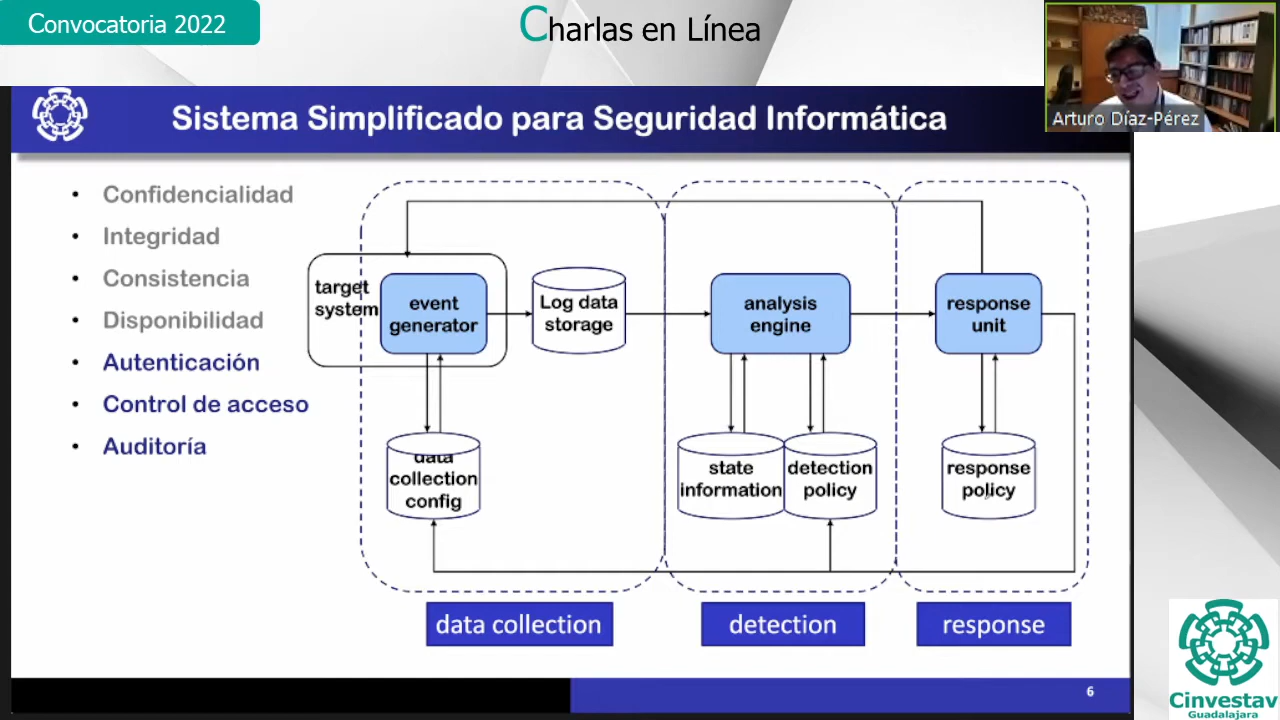 Convocatoria 2022
Charlas en Línea
Arturo Díaz-Pérez
Sistema Simplificado para Seguridad Informática
• Confidencialidad
• Integridad
• Consistencia
• Disponibilidad
• Autenticación
• Control de acceso
• Auditoría
target
system
event
generator
Log data
storage
analysis
engine
response
unit
data
collection
config
state
information
detection
policy
response
policy
data collection
detection
response
6
Cinvestav
Guadalajara